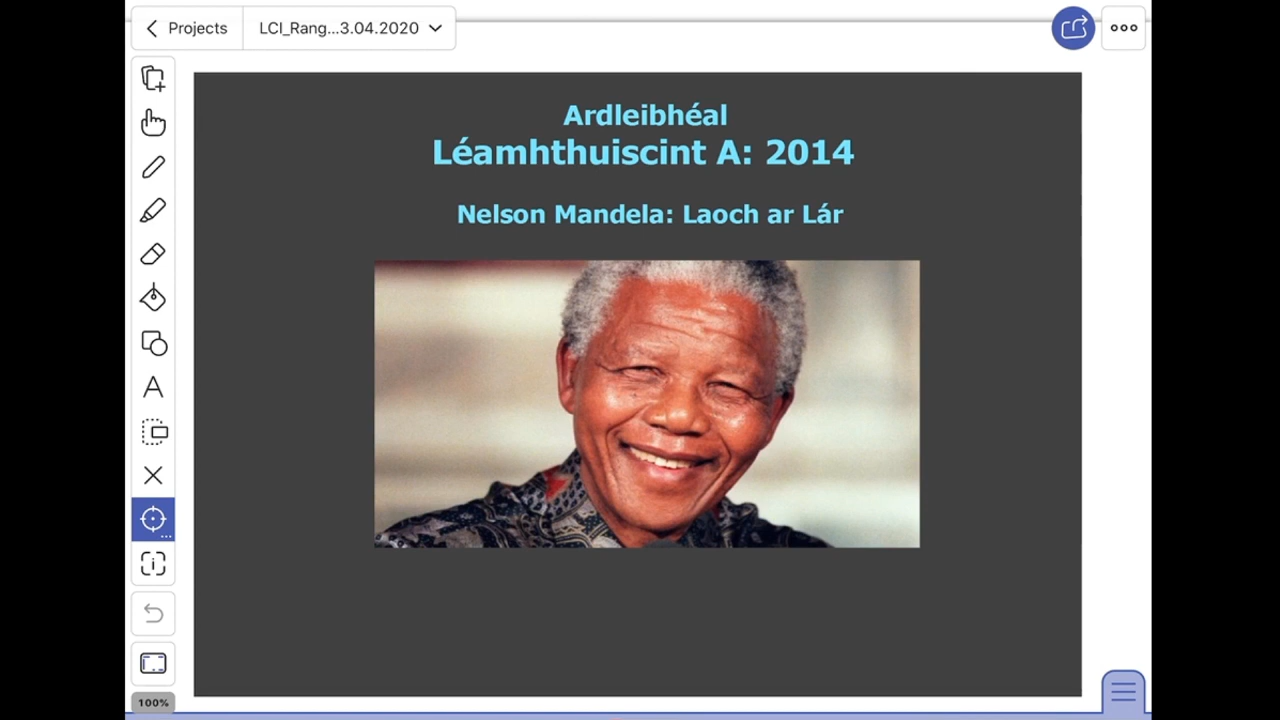 Projects
LCI_Rang...3.04.2020
Ardleibhéal
Léamhthuiscint A: 2014
Nelson Mandela: Laoch ar Lár
A
100%